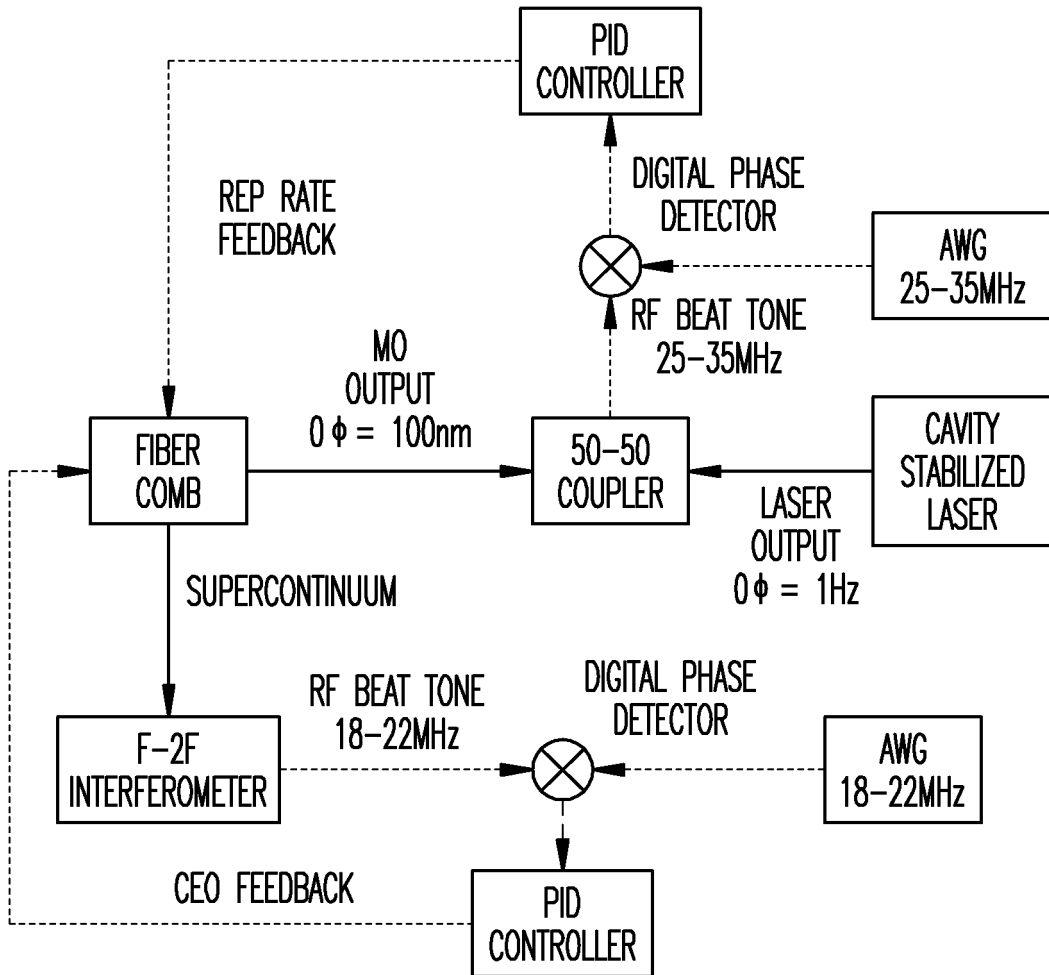 PID
CONTROLLER
DIGITAL PHASE
DETECTOR
REP RATE
FEEDBACK
AWG
25-35MHz
RF BEAT TONE
25-35MHz
MO
OUTPUT
0 ϕ = 100nm
FIBER
COMB
50-50
COUPLER
CAVITY
STABILIZED
LASER
LASER
OUTPUT
0 ϕ = 1Hz
SUPERCONTINUUM
RF BEAT TONE
18-22MHz
DIGITAL PHASE
DETECTOR
F-2F
INTERFEROMETER
AWG
18-22MHz
CEO FEEDBACK
PID
CONTROLLER